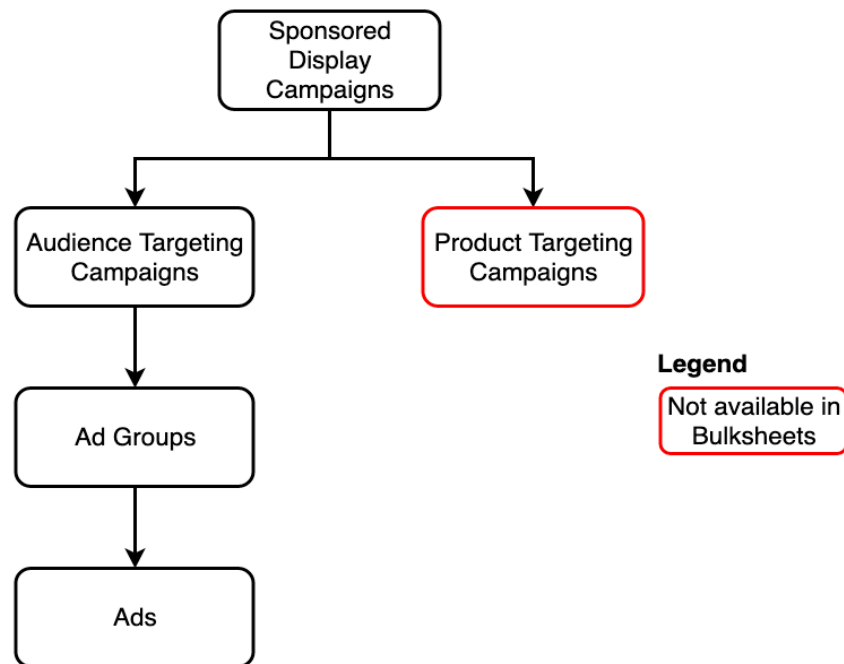 Sponsored
Display
Campaigns
Audience Targeting
Campaigns
Product Targeting
Campaigns
Legend
Not available in
Bulksheets
Ad Groups
Ads